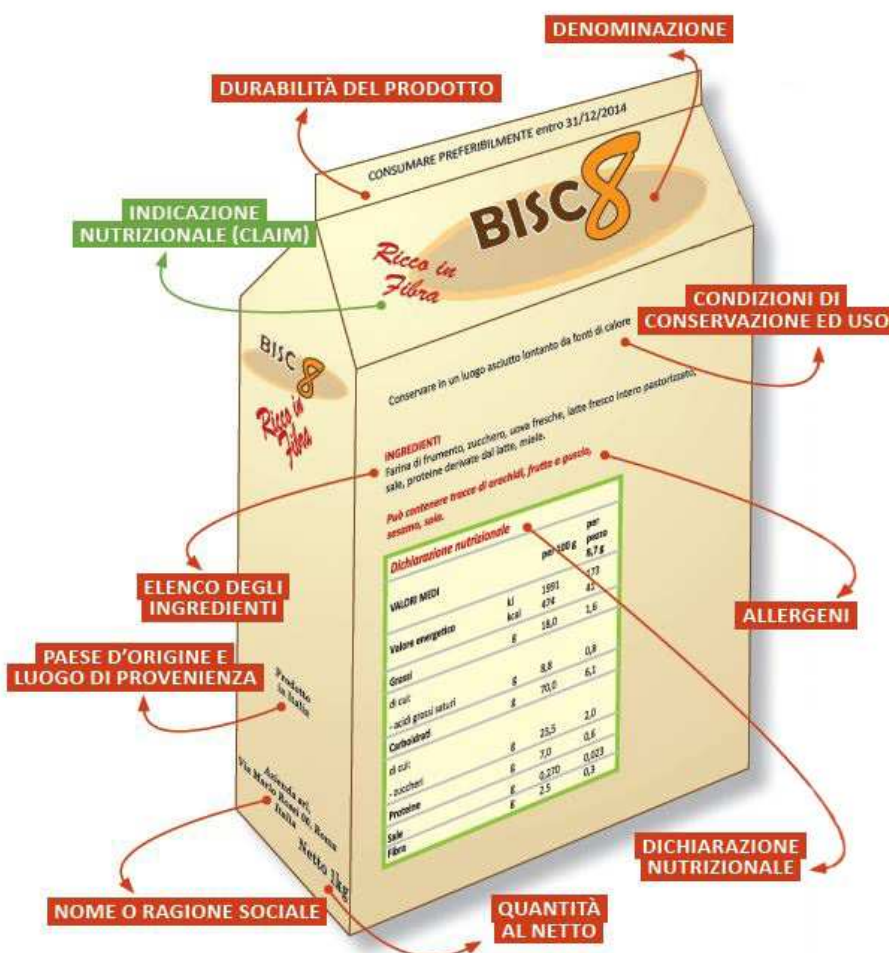 DENOMINAZIONE
DURABILITÀ DEL PRODOTTO
CONSUMARE PREFERIBILMENTE entro 31/12/2014
INDICAZIONE
NUTRIZIONALE (CLAIM)
BISC8
Ricco in
Fibra
CONDIZIONI DI
CONSERVAZIONE ED USO
BISC8
Ricco in
Fibra
Conservare in un luogo asciutto lontanto da fonti di calore
INGREDIENTI
Farina di frumento, zucchero, uova fresche, latte fresco intero pastorizzato,
sale, proteine derivate dal latte, miele.
Può contenere tracce di arachidi, frutta a guscio,
sesamo, soia.
ELENCO DEGLI
INGREDIENTI
ALLERGENI
Dichiarazione nutrizionale
VALORI MEDI per 100 g per pezzo 8,7 g
Valore energetico kJ 1991 173
kcal 474 41
Grassi g 18,0 1,6
di cui:
- acidi grassi saturi g 8,8 0,8
Carboidrati g 70,0 6,1
di cui:
- zuccheri g 23,5 2,0
Proteine g 7,0 0,6
Sale g 0,270 0,023
Fibra g 2.5 0,3
PAESE D'ORIGINE E
LUOGO DI PROVENIENZA
Prodotto
in Italia
Azienda srl,
Via Mario Rossi 00, Roma
Italia
Netto 1kg
DICHIARAZIONE
NUTRIZIONALE
NOME O RAGIONE SOCIALE
QUANTITÀ
AL NETTO